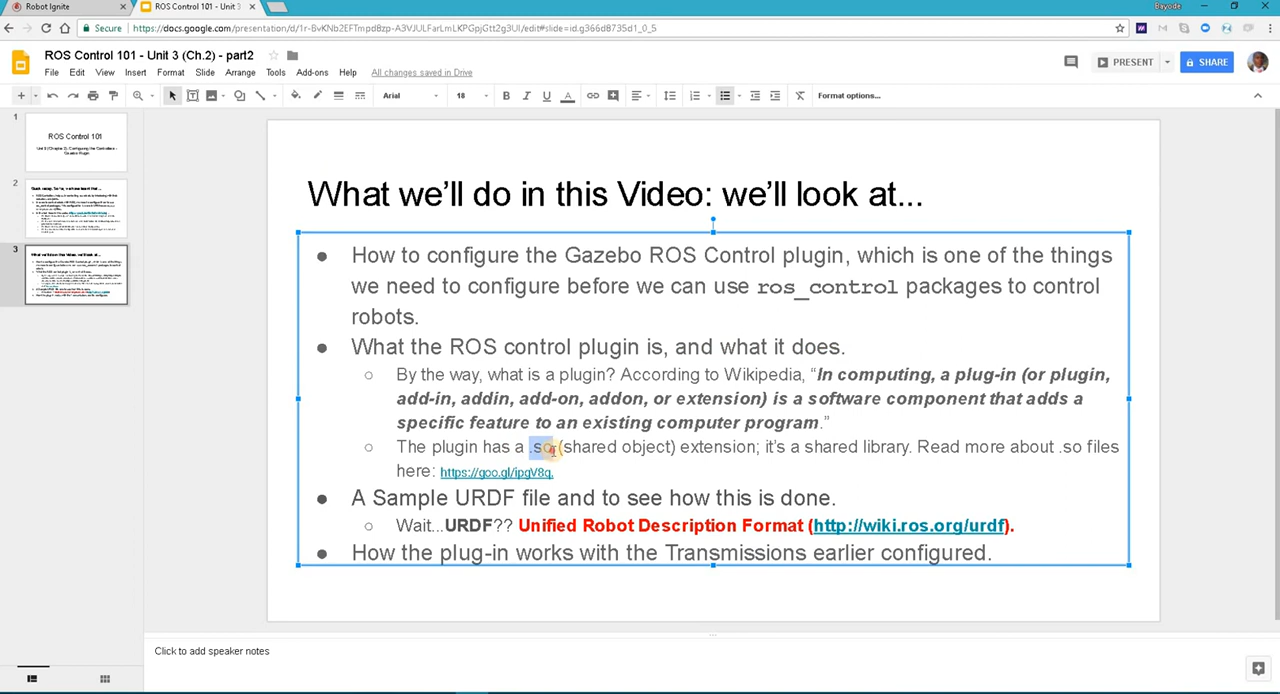 Robot Ignite
ROS Control 101 - Unit 3
Bayode
Secure
https://docs.google.com/presentation/d/1r-BvKNb2EFTmpd8zp-A3VJULFarLmLKPGpjGtt2g3UI/edit#slide=id.g366d8735d1_0_5
ROS Control 101 - Unit 3 (Ch.2) - part2
File Edit View Insert Format Slide Arrange Tools Add-ons Help All changes saved in Drive
PRESENT
SHARE
Arial
18
Format options...
1
ROS Control 101
2
3
What we'll do in this Video: we'll look at...
● How to configure the Gazebo ROS Control plugin, which is one of the things
we need to configure before we can use ros_control packages to control
robots.
● What the ROS control plugin is, and what it does.
○ By the way, what is a plugin? According to Wikipedia, “In computing, a plug-in (or plugin,
add-in, addin, add-on, addon, or extension) is a software component that adds a
specific feature to an existing computer program.”
○ The plugin has a .so (shared object) extension; it's a shared library. Read more about .so files
here: https://goo.gl/ipgV8q.
● A Sample URDF file and to see how this is done.
○ Wait...URDF?? Unified Robot Description Format (http://wiki.ros.org/urdf).
● How the plug-in works with the Transmissions earlier configured.
Click to add speaker notes